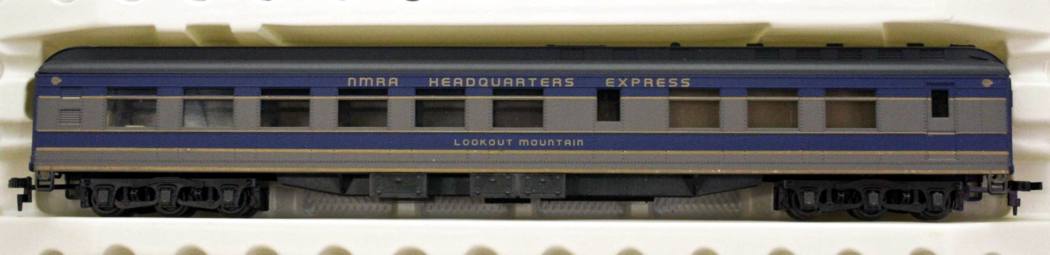 NMRA HEADQUARTERS EXPRESS
LOOKOUT MOUNTAIN